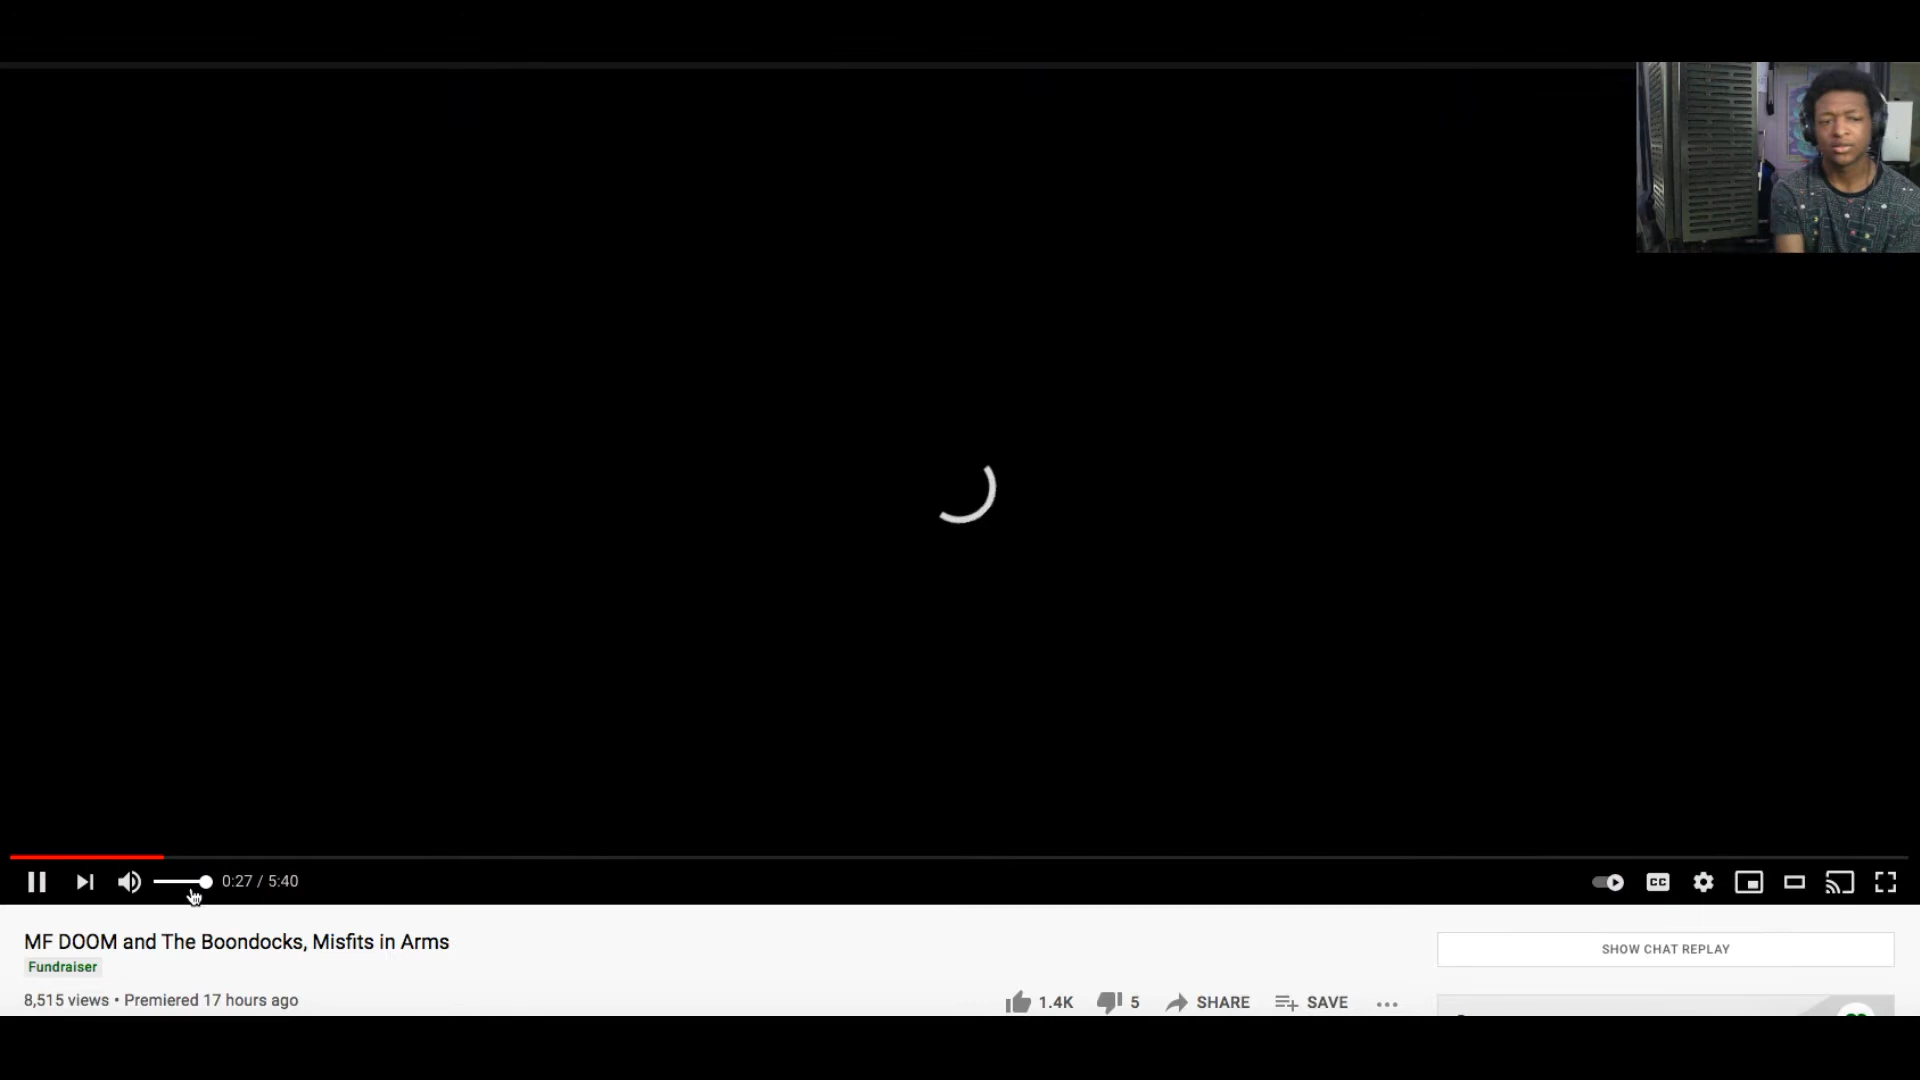 0:27 / 5:40
CC
MF DOOM and The Boondocks, Misfits in Arms
Fundraiser
8,515 views • Premiered 17 hours ago
1.4K
5
SHARE
SAVE
SHOW CHAT REPLAY